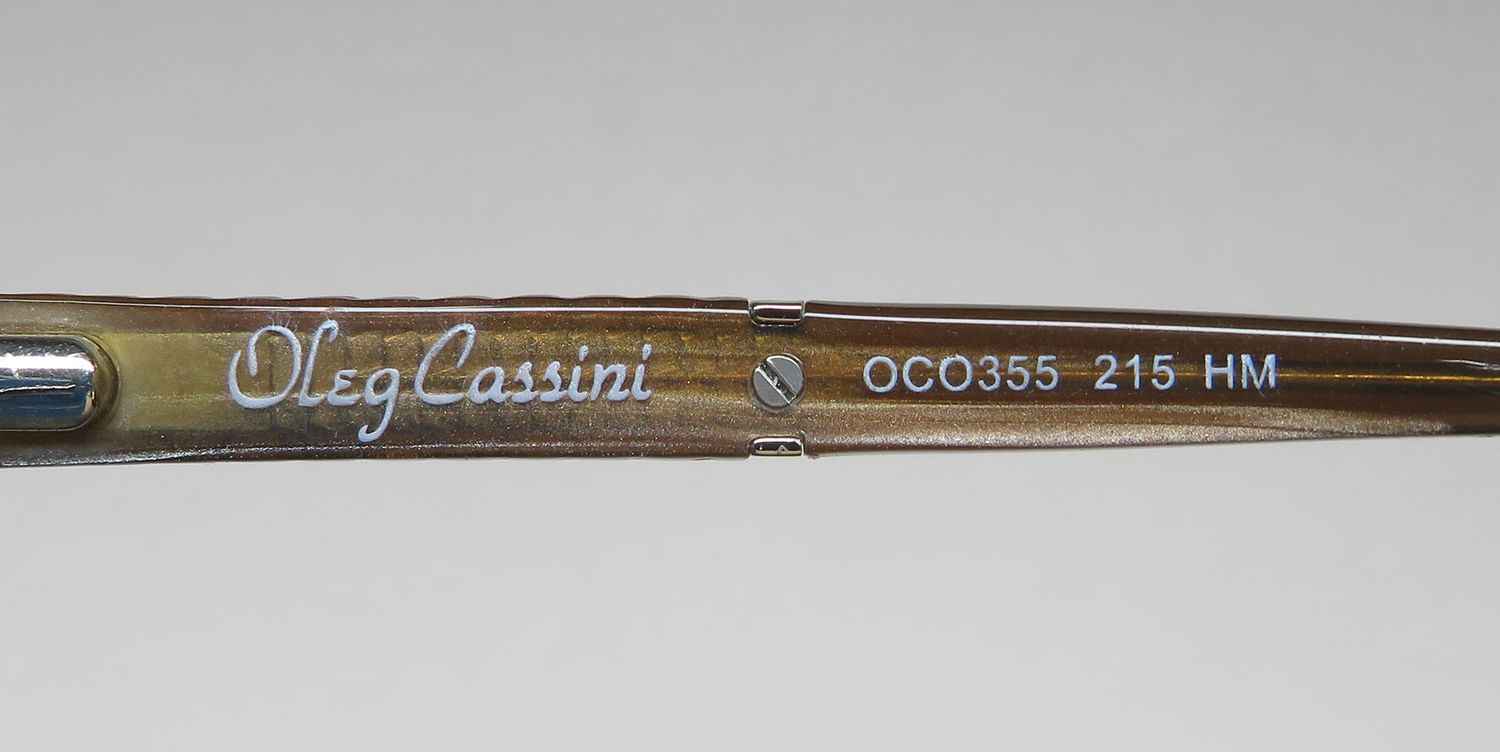 Oleg Cassini OCO355 215 HM